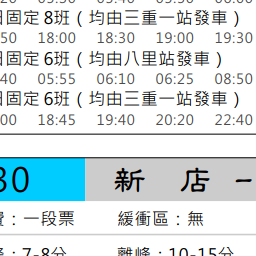 固定 8班（均由三重一站發車）
50 18:00 18:30 19:00 19:30
固定 6班（均由八里站發車）
40 05:55 06:10 06:25 08:50
固定 6班（均由三重一站發車）
00 18:45 19:40 20:20 22:40
30 新 店
：一段票 緩衝區：無
：7-8分 離峰：10-15分